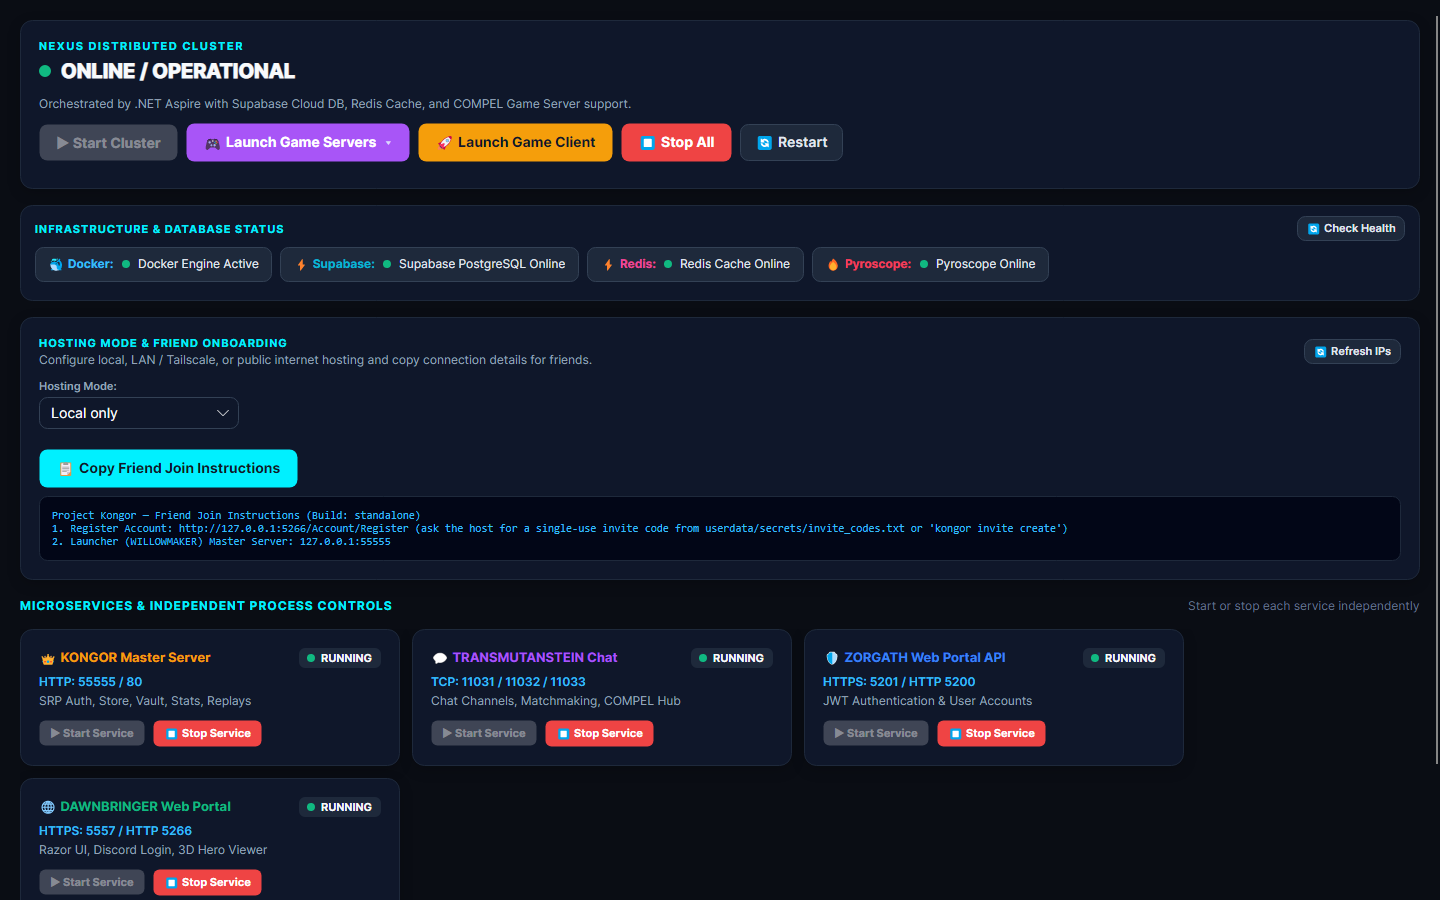 NEXUS DISTRIBUTED CLUSTER
ONLINE / OPERATIONAL
Orchestrated by .NET Aspire with Supabase Cloud DB, Redis Cache, and COMPEL Game Server support.
Start Cluster
Launch Game Servers
Launch Game Client
Stop All
Restart
INFRASTRUCTURE & DATABASE STATUS
Check Health
Docker: Docker Engine Active
Supabase: Supabase PostgreSQL Online
Redis: Redis Cache Online
Pyroscope: Pyroscope Online
HOSTING MODE & FRIEND ONBOARDING
Configure local, LAN / Tailscale, or public internet hosting and copy connection details for friends.
Refresh IPs
Hosting Mode:
Local only
Copy Friend Join Instructions
Project Kongor — Friend Join Instructions (Build: standalone)
1. Register Account: http://127.0.0.1:5266/Account/Register (ask the host for a single-use invite code from userdata/secrets/invite_codes.txt or 'kongor invite create')
2. Launcher (WILLOWMAKER) Master Server: 127.0.0.1:55555
MICROSERVICES & INDEPENDENT PROCESS CONTROLS
Start or stop each service independently
KONGOR Master Server
RUNNING
HTTP: 55555 / 80
SRP Auth, Store, Vault, Stats, Replays
Start Service
Stop Service
TRANSMUTANSTEIN Chat
RUNNING
TCP: 11031 / 11032 / 11033
Chat Channels, Matchmaking, COMPEL Hub
Start Service
Stop Service
ZORGATH Web Portal API
RUNNING
HTTPS: 5201 / HTTP 5200
JWT Authentication & User Accounts
Start Service
Stop Service
DAWNBRINGER Web Portal
RUNNING
HTTPS: 5557 / HTTP 5266
Razor UI, Discord Login, 3D Hero Viewer
Start Service
Stop Service